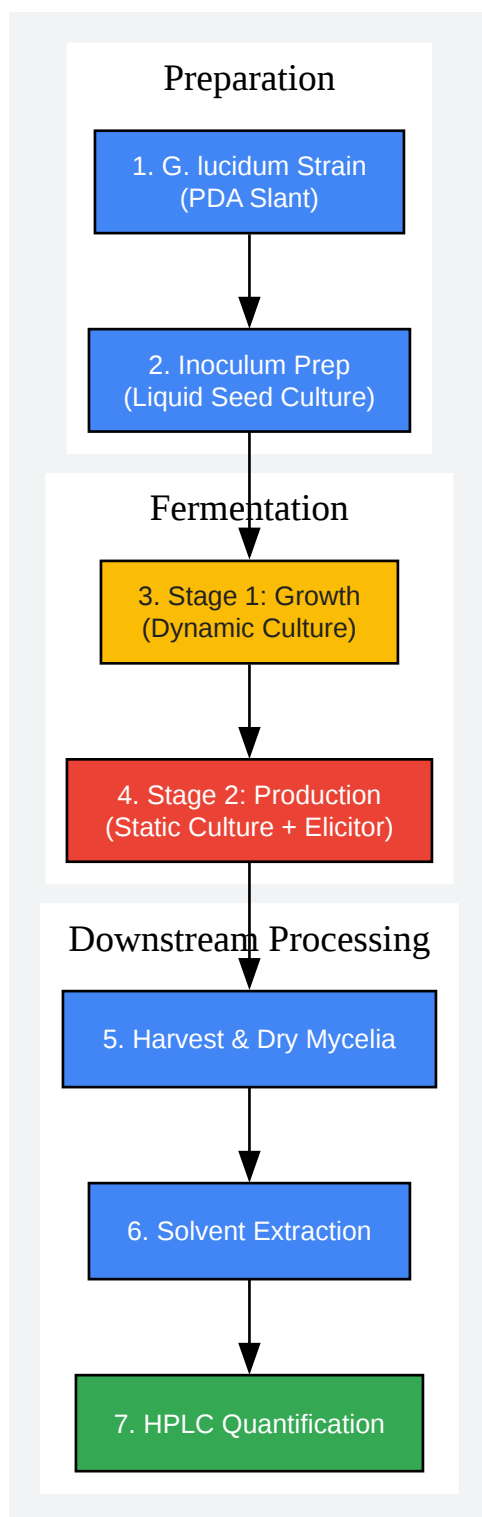 Preparation
1. G. lucidum Strain
(PDA Slant)
2. Inoculum Prep
(Liquid Seed Culture)
Fermentation
3. Stage 1: Growth
(Dynamic Culture)
4. Stage 2: Production
(Static Culture + Elicitor)
Downstream Processing
5. Harvest & Dry Mycelia
6. Solvent Extraction
7. HPLC Quantification